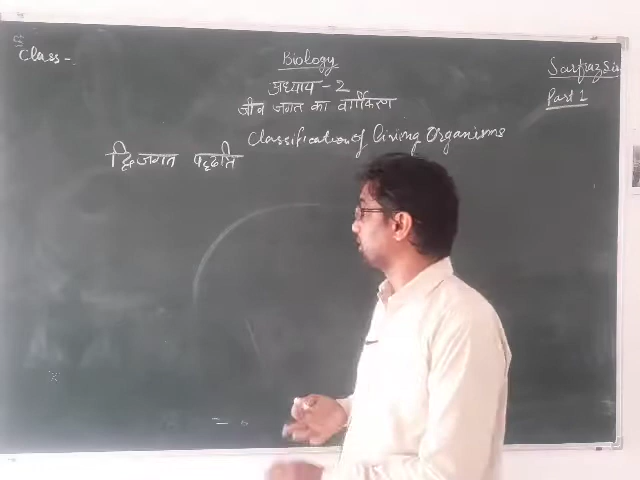 Class-
Biology
Sarfraz Sir
अध्याय - 2
Part 1
जीव जगत का वर्गीकरण
Classification of living Organisms
द्विजगत पद्धति